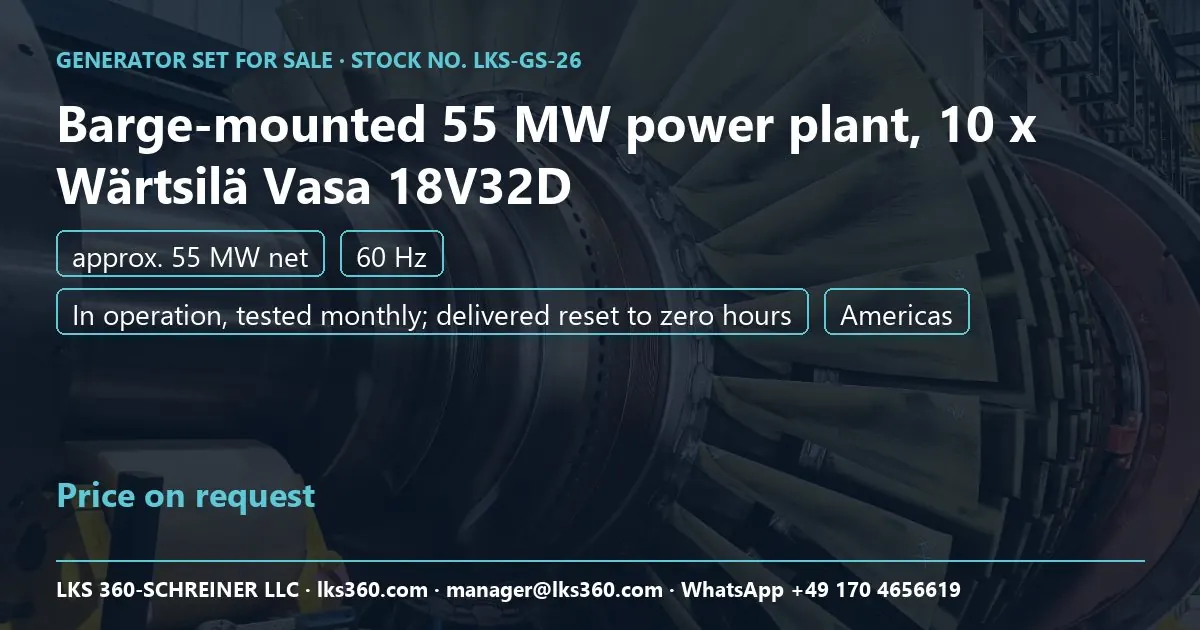 GENERATOR SET FOR SALE · STOCK NO. LKS-GS-26
Barge-mounted 55 MW power plant, 10 x
Wärtsilä Vasa 18V32D
approx. 55 MW net
60 Hz
In operation, tested monthly; delivered reset to zero hours
Americas
Price on request
LKS 360-SCHREINER LLC · lks360.com · manager@lks360.com · WhatsApp +49 170 4656619